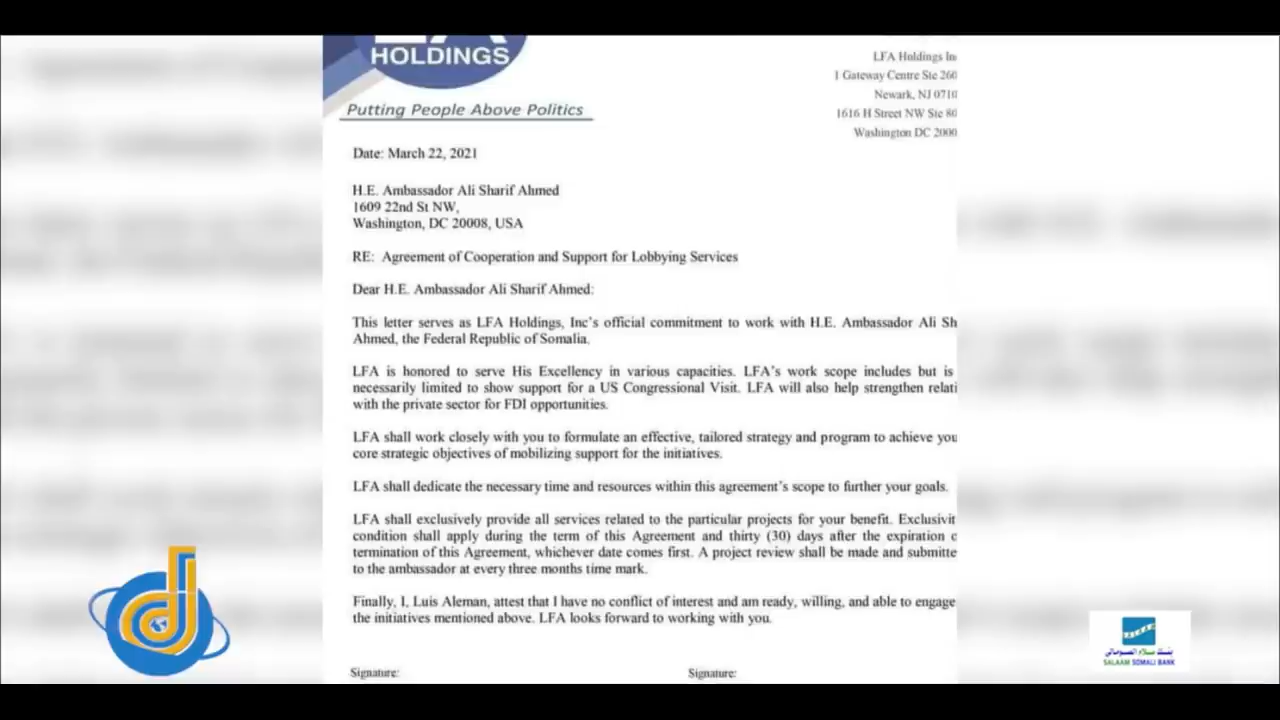 HOLDINGS
Putting People Above Politics
LFA Holdings In
1 Gateway Centre Ste 260
Newark, NJ 0710
1616 H Street NW Ste 80
Washington DC 2000
Date: March 22, 2021
H.E. Ambassador Ali Sharif Ahmed
1609 22nd St NW,
Washington, DC 20008, USA
RE: Agreement of Cooperation and Support for Lobbying Services
Dear H.E. Ambassador Ali Sharif Ahmed:
This letter serves as LFA Holdings, Inc's official commitment to work with H.E. Ambassador Ali Sh
Ahmed, the Federal Republic of Somalia.
LFA is honored to serve His Excellency in various capacities. LFA's work scope includes but is
necessarily limited to show support for a US Congressional Visit. LFA will also help strengthen relati
with the private sector for FDI opportunities.
LFA shall work closely with you to formulate an effective, tailored strategy and program to achieve you
core strategic objectives of mobilizing support for the initiatives.
LFA shall dedicate the necessary time and resources within this agreement's scope to further your goals.
LFA shall exclusively provide all services related to the particular projects for your benefit. Exclusivit
condition shall apply during the term of this Agreement and thirty (30) days after the expiration o
termination of this Agreement, whichever date comes first. A project review shall be made and submitte
to the ambassador at every three months time mark.
Finally, I, Luis Aleman, attest that I have no conflict of interest and am ready, willing, and able to engage
the initiatives mentioned above. LFA looks forward to working with you.
Signature:
Signature:
بنك سلام الصومالي
SALAAM SOMALI BANK